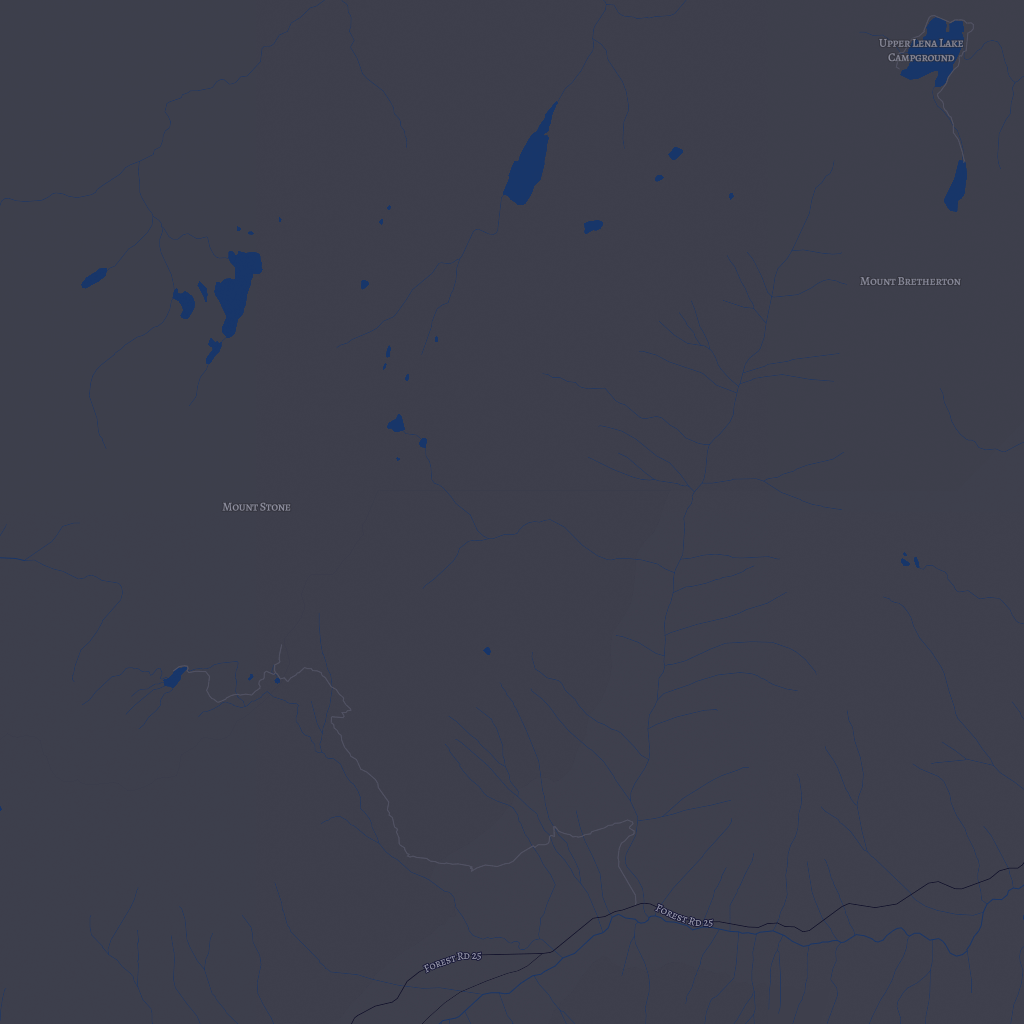 Upper Lena Lake
Campground
Mount Bretherton
Mount Stone
Forest Rd 25
Forest Rd 25